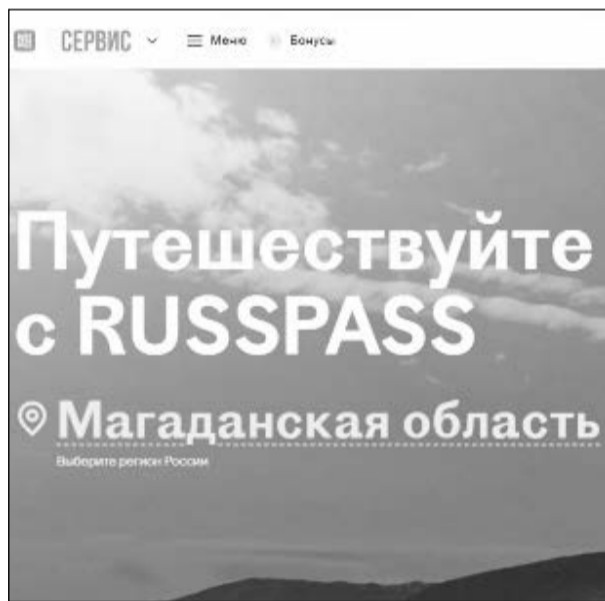 СЕРВИС
Меню
Бонусы
Путешествуйте
с RUSSPASS
Магаданская область
Выберите регион России